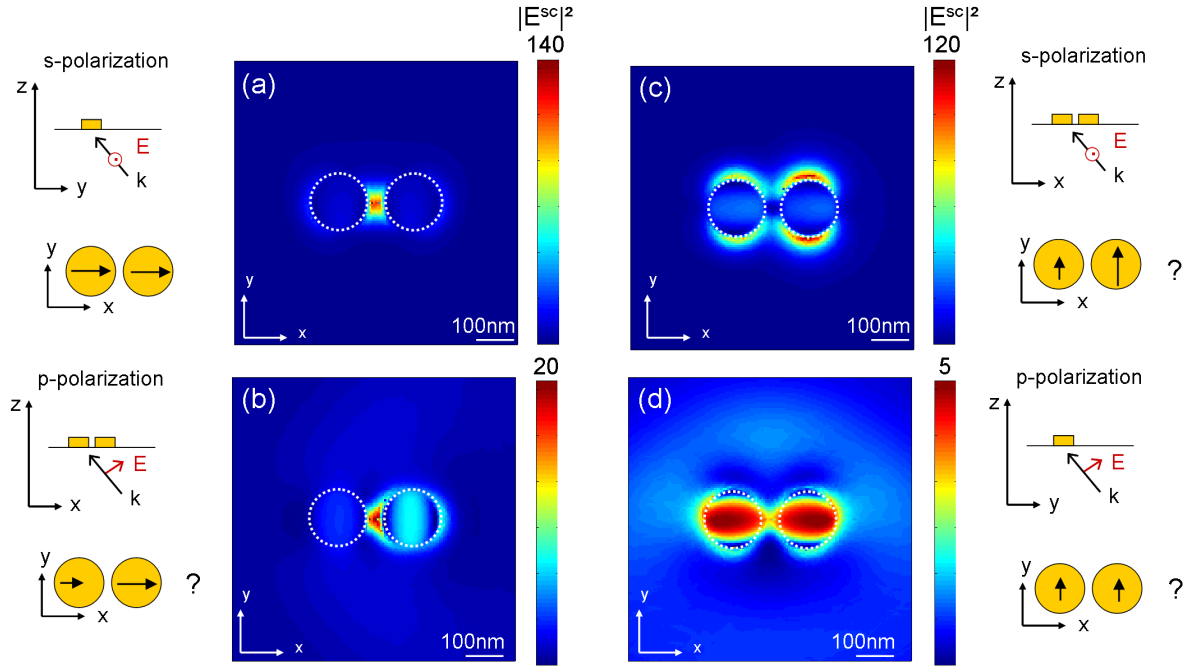 |Eˢᶜ|²
140
|Eˢᶜ|²
120
s-polarization
z
E
k
y
y
x
(a)
y
x
100nm
(c)
y
x
100nm
s-polarization
z
E
k
x
y
x
?
p-polarization
z
E
k
x
y
x
?
20
(b)
y
x
100nm
5
(d)
y
x
100nm
p-polarization
z
E
k
y
y
x
?